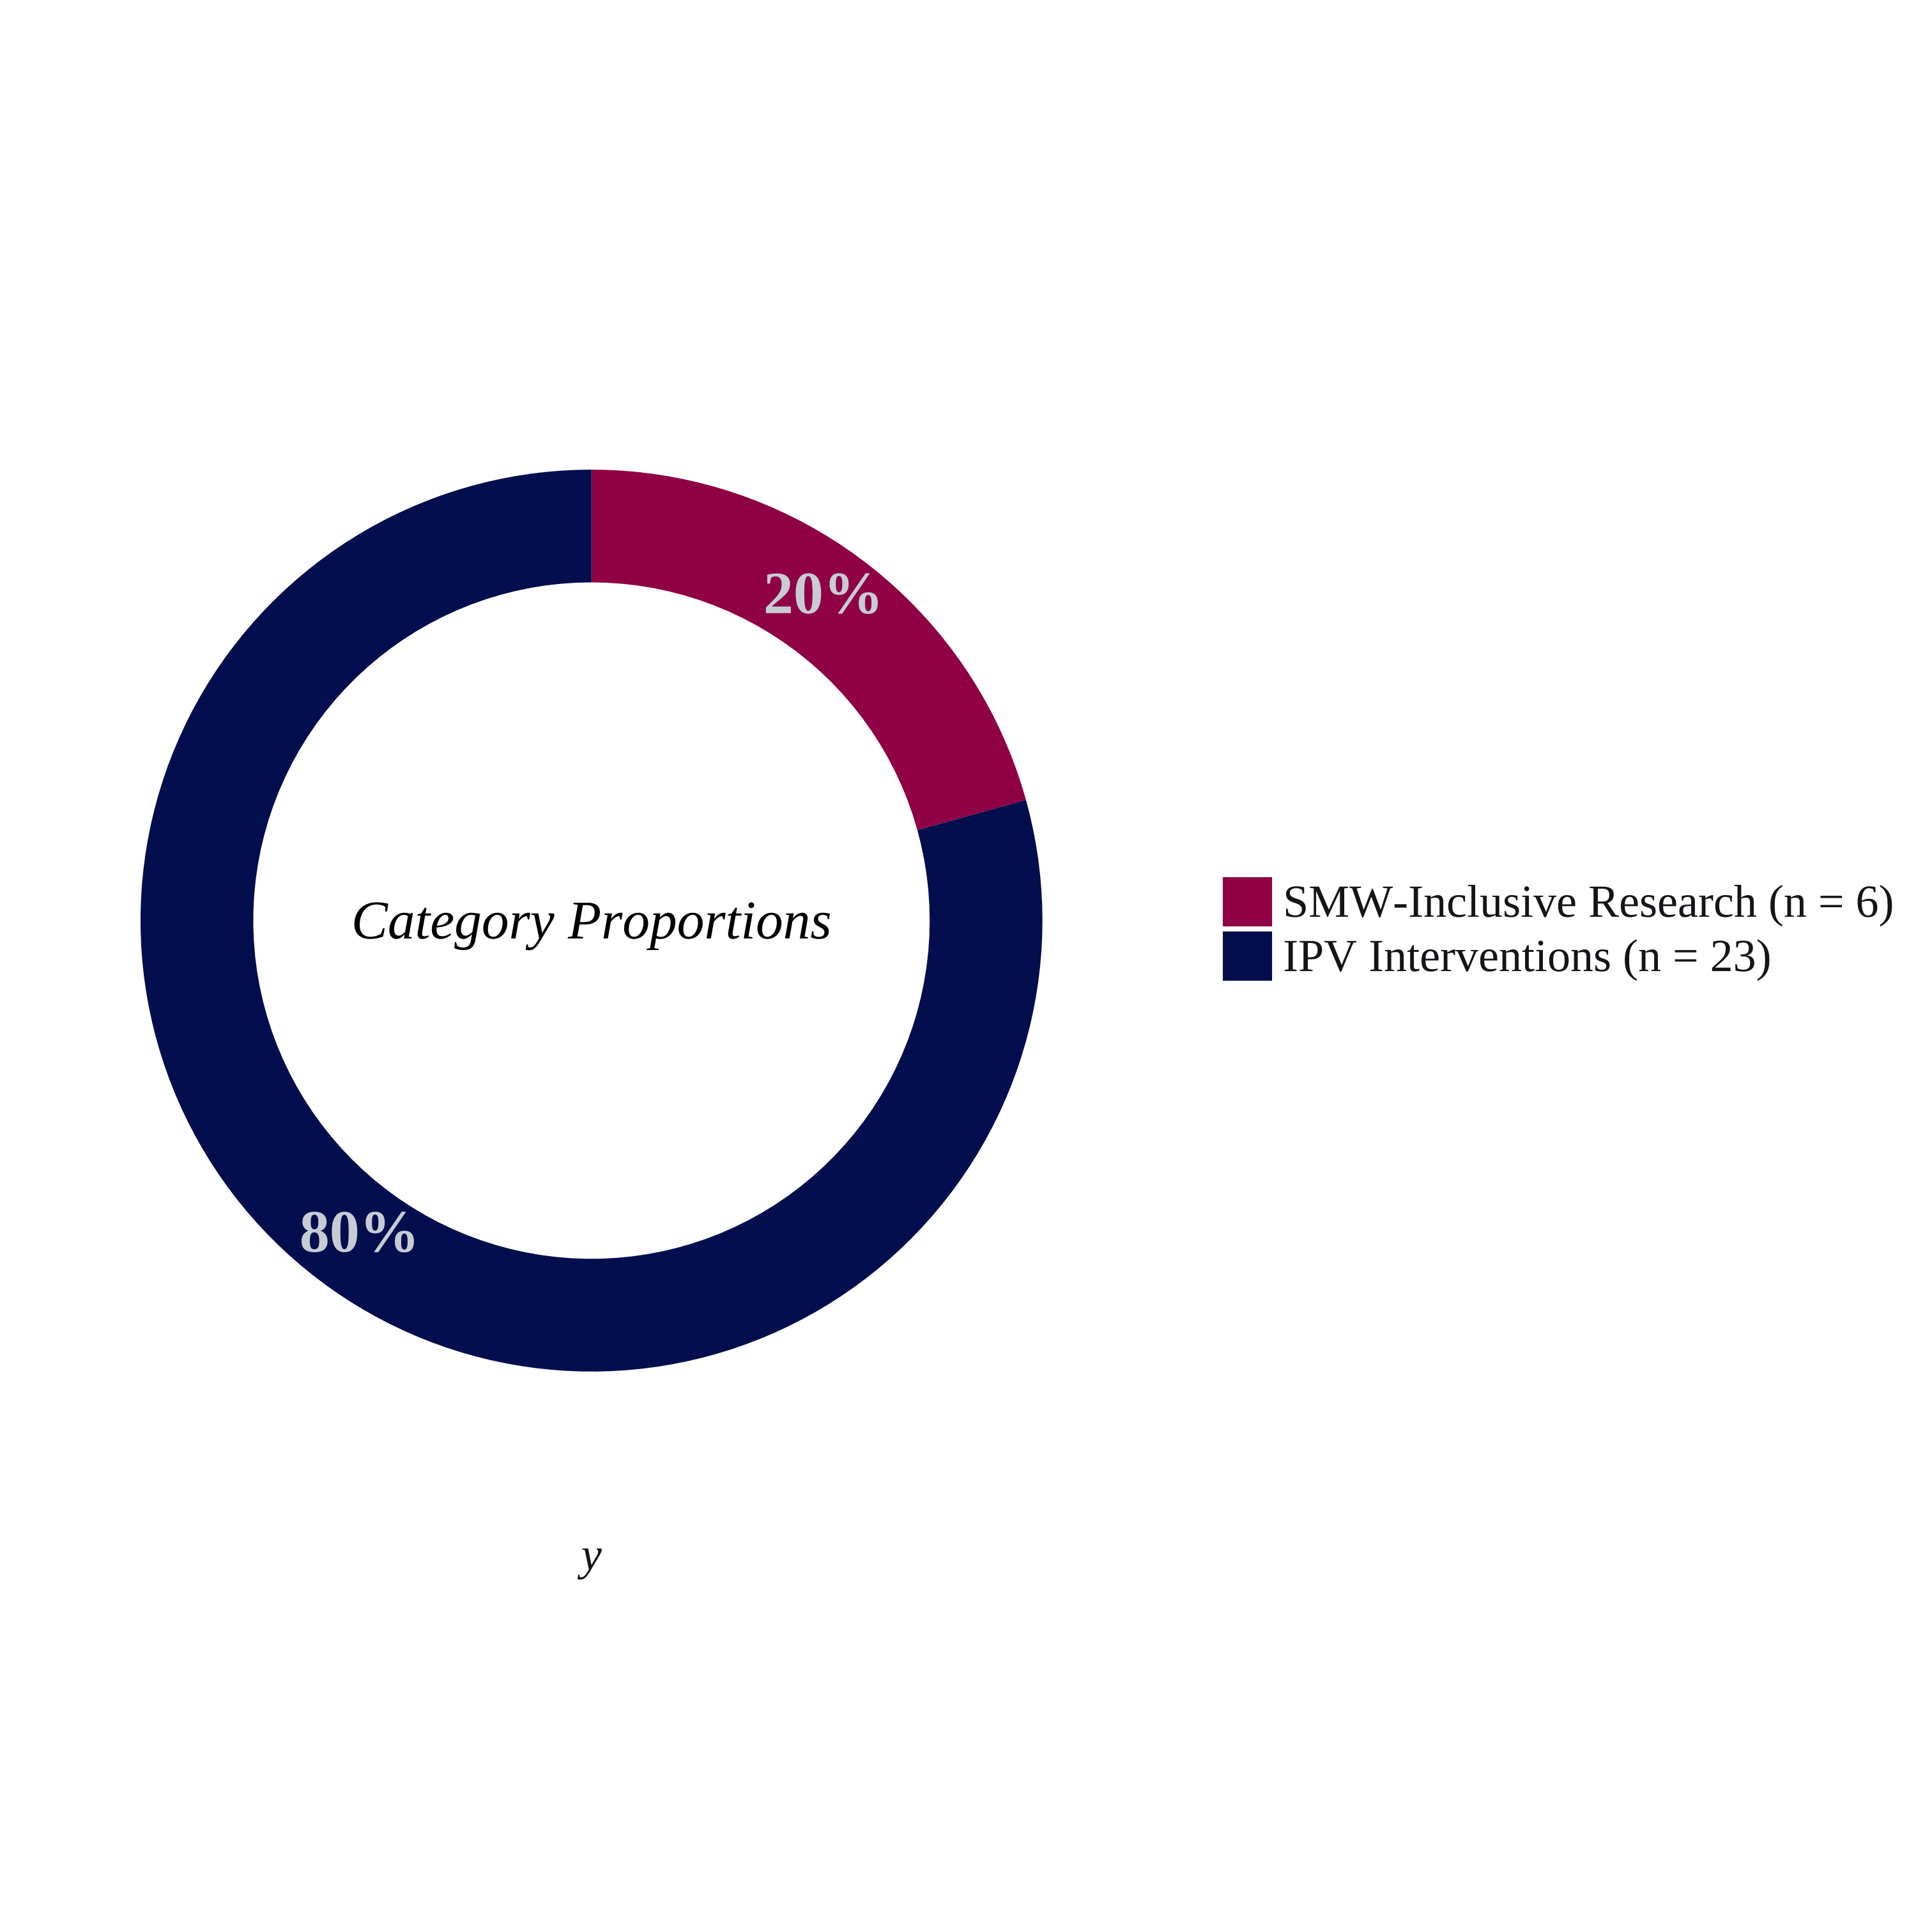 20%
Category Proportions
SMW-Inclusive Research (n = 6)
IPV Interventions (n = 23)
80%
y